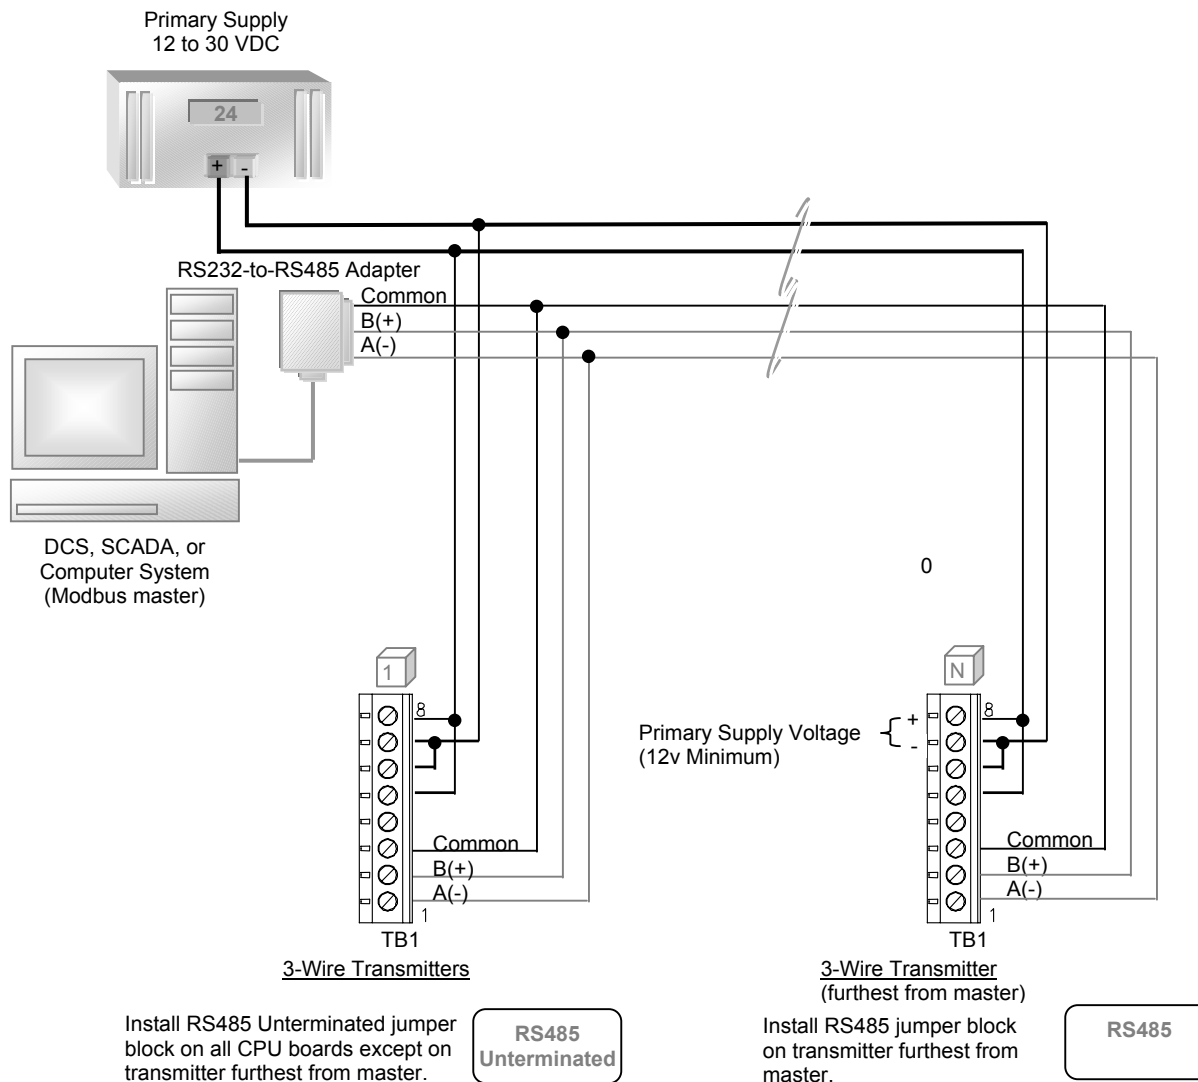 Primary Supply
12 to 30 VDC
24
+ -
RS232-to-RS485 Adapter
Common
B(+)
A(-)
DCS, SCADA, or
Computer System
(Modbus master)
0
1
8
Common
B(+)
A(-)
1
TB1
3-Wire Transmitters
N
Primary Supply Voltage
(12v Minimum)
+
-
8
Common
B(+)
A(-)
1
TB1
3-Wire Transmitter
(furthest from master)
Install RS485 Unterminated jumper
block on all CPU boards except on
transmitter furthest from master.
RS485
Unterminated
Install RS485 jumper block
on transmitter furthest from
master.
RS485